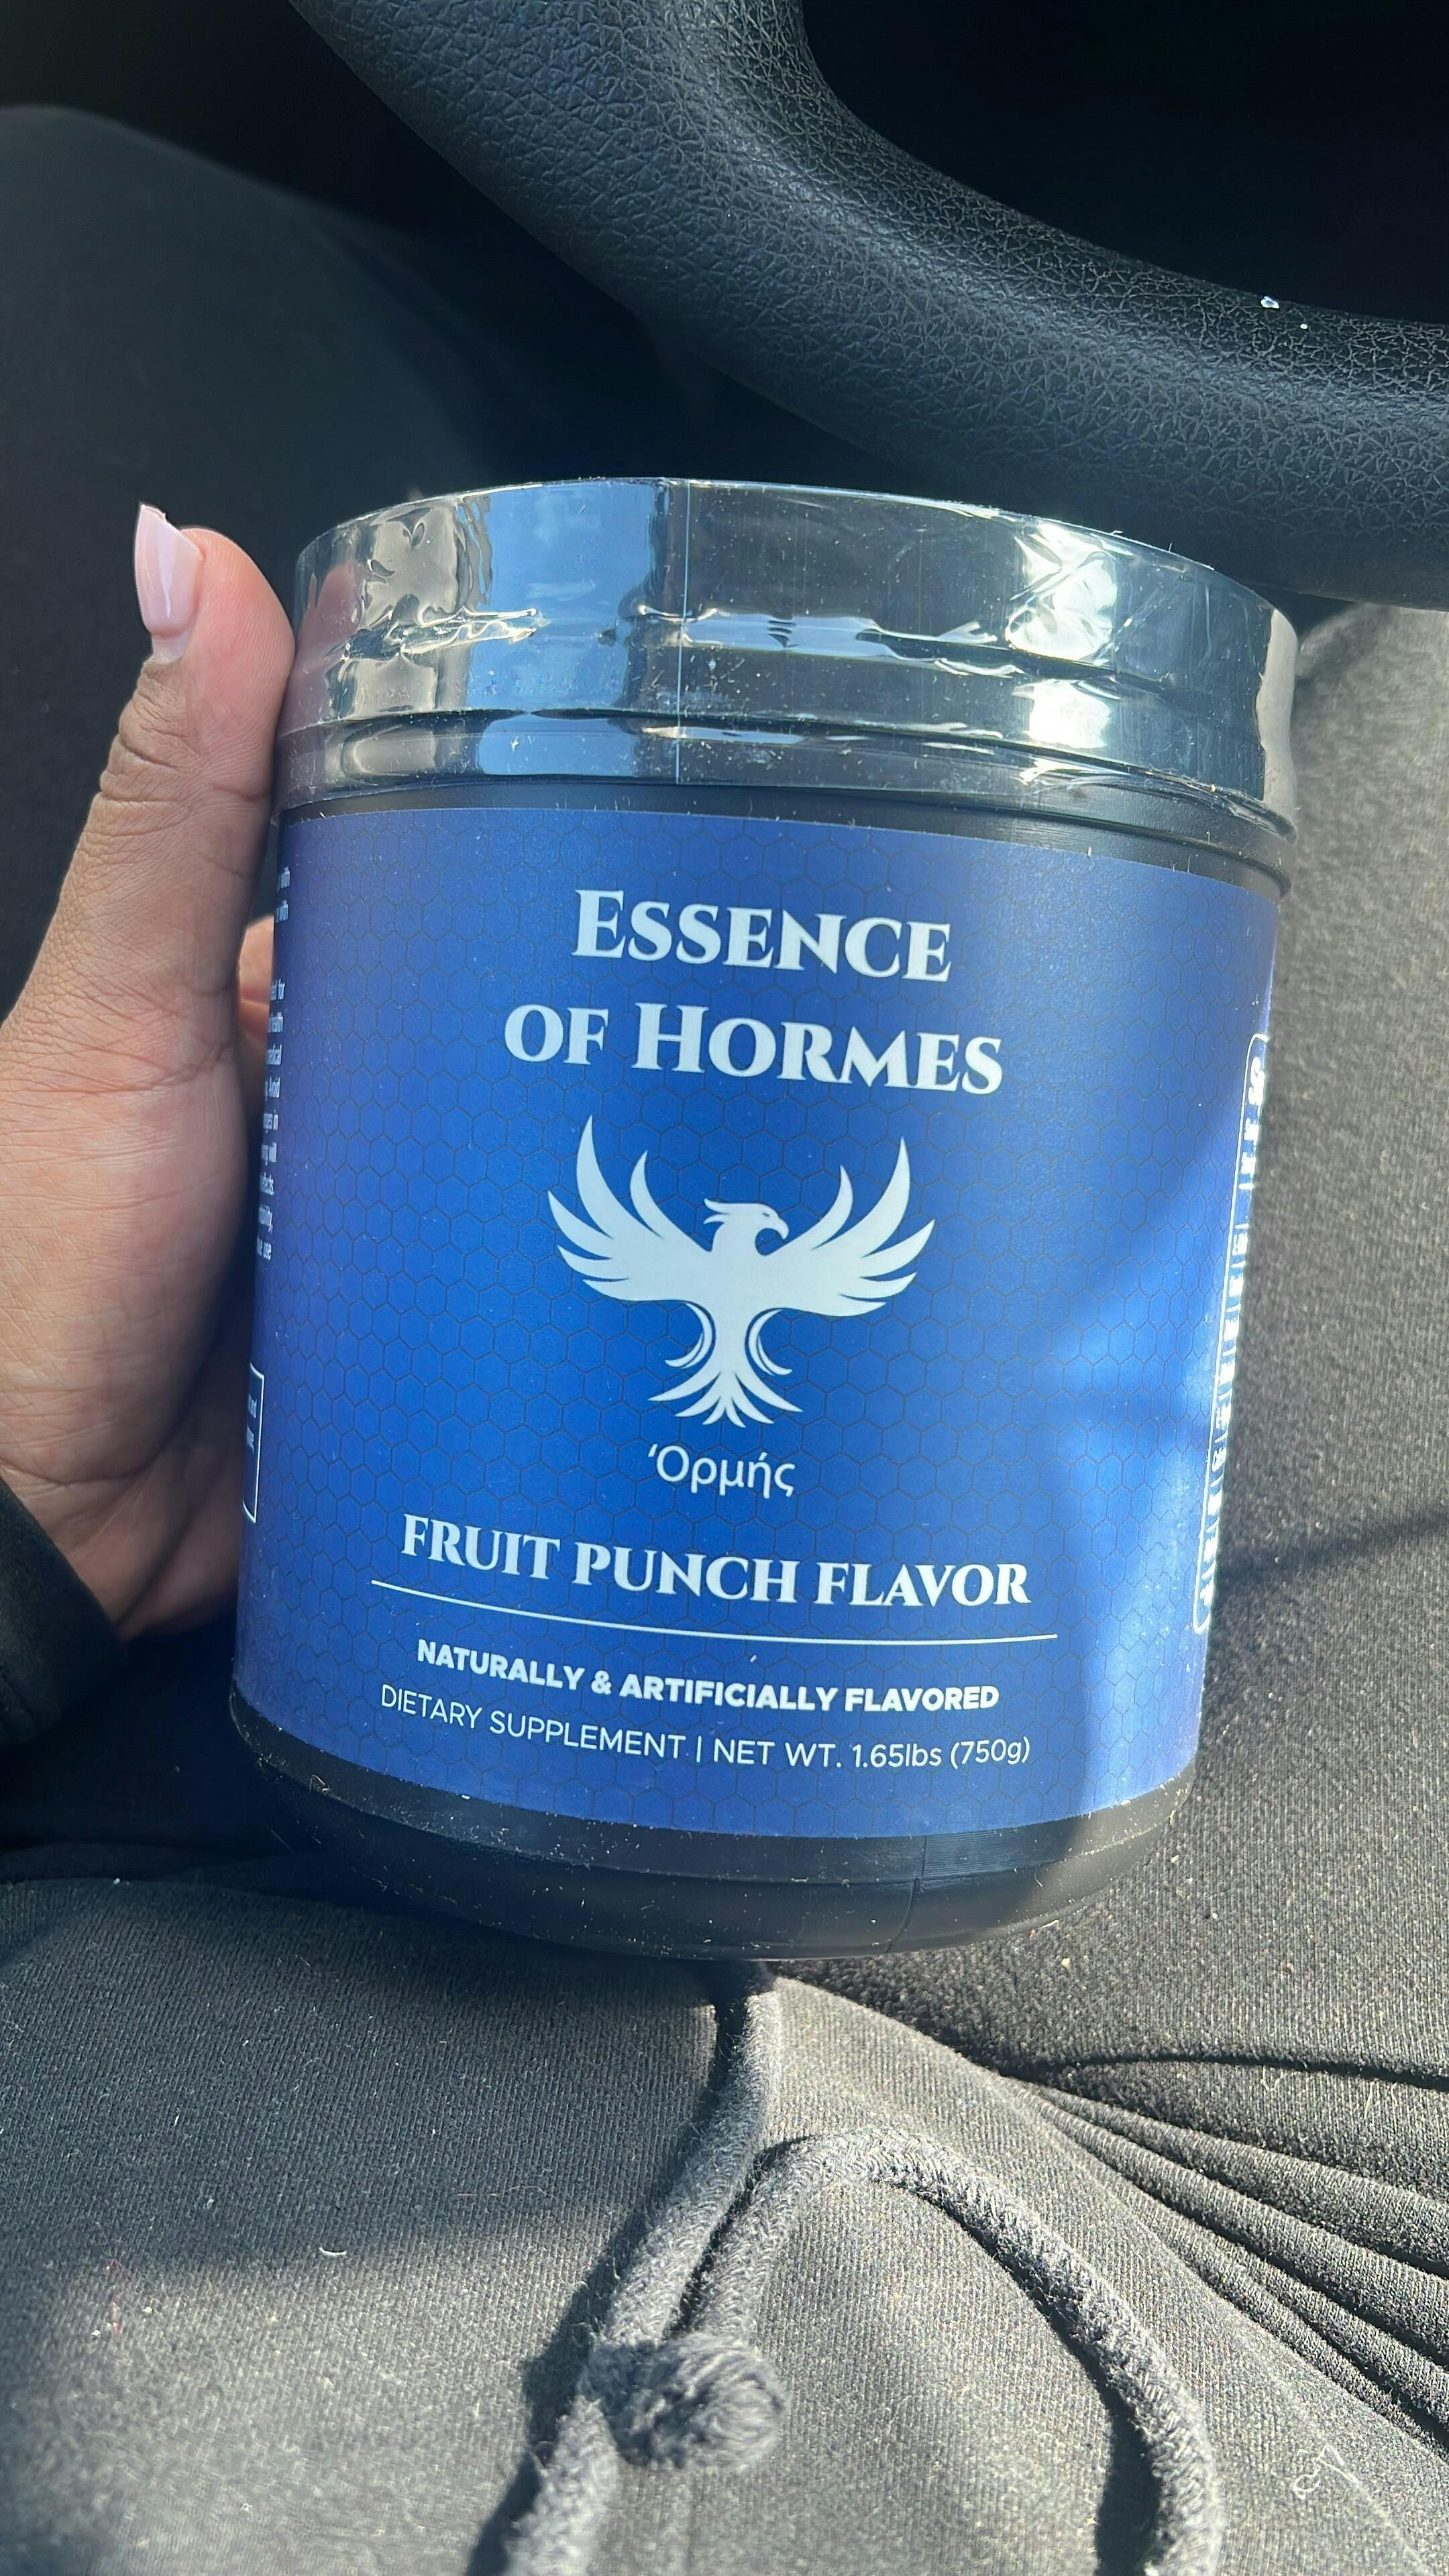 ESSENCE
OF HORMES
‘Ορμής
FRUIT PUNCH FLAVOR
NATURALLY & ARTIFICIALLY FLAVORED
DIETARY SUPPLEMENT | NET WT. 1.65lbs (750g)